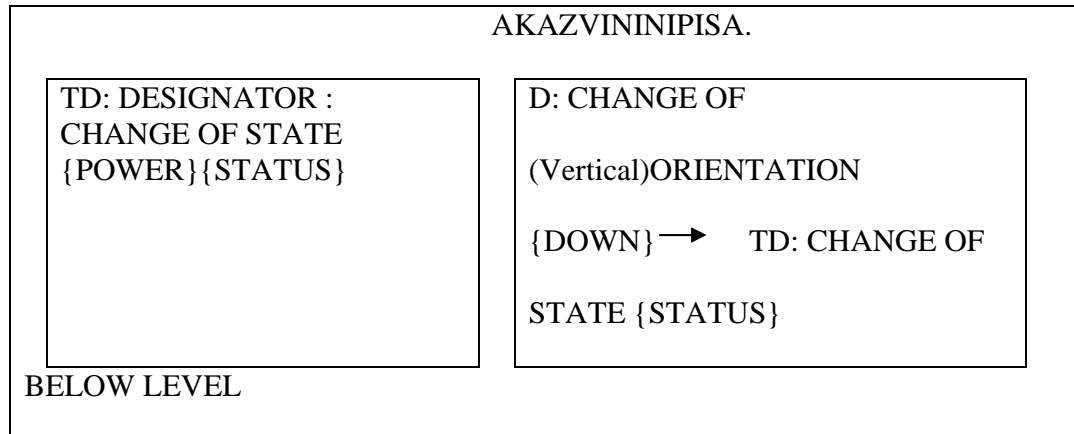 AKAZVININIPISA.
TD: DESIGNATOR :
CHANGE OF STATE
{POWER}{STATUS}
D: CHANGE OF
(Vertical)ORIENTATION
{DOWN} → TD: CHANGE OF
STATE {STATUS}
BELOW LEVEL